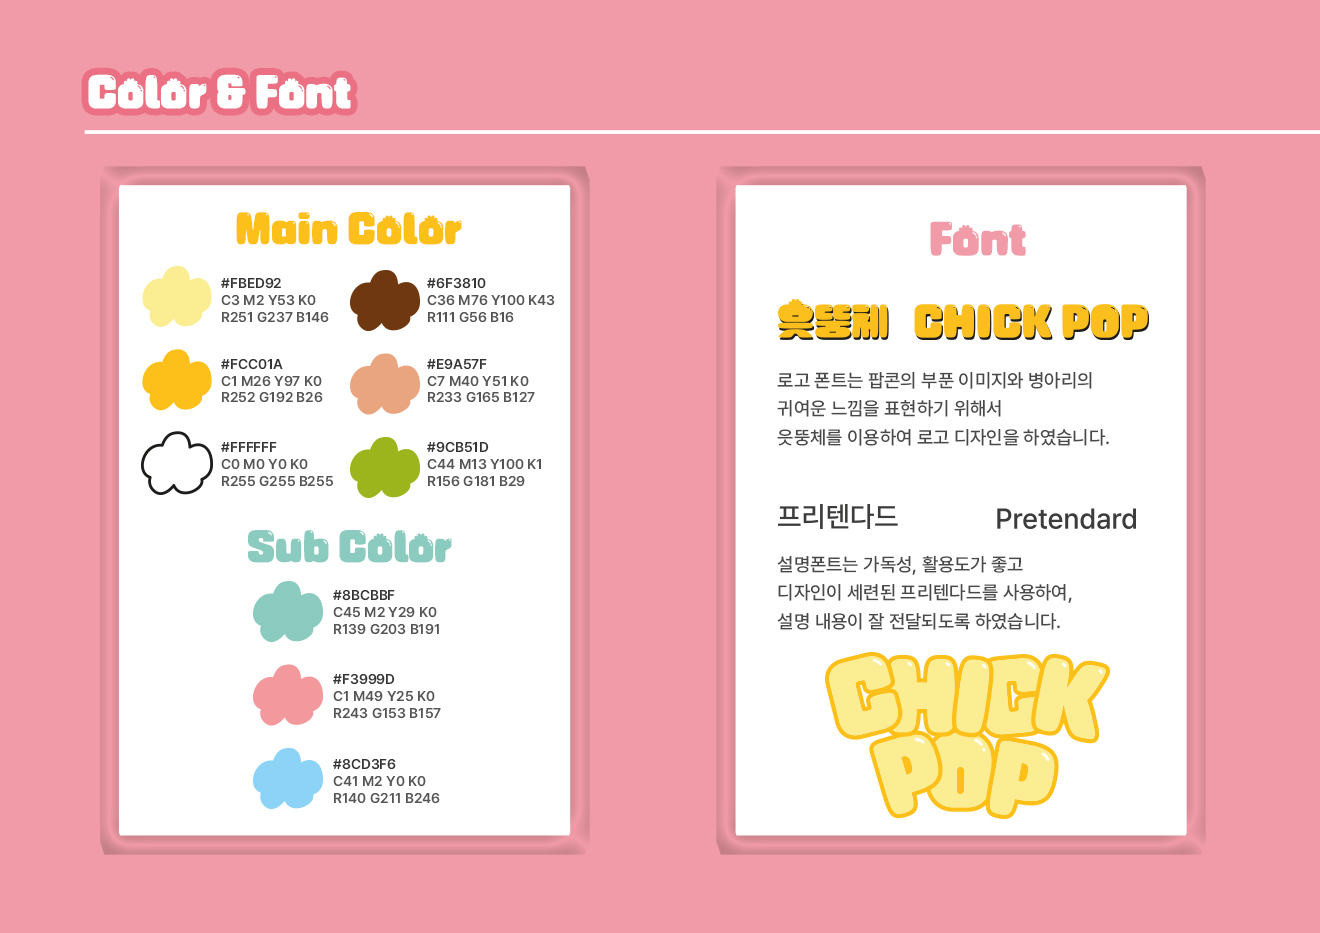 Color & Font
Main Color
#FBED92
C3 M2 Y53 K0
R251 G237 B146
#6F3810
C36 M76 Y100 K43
R111 G56 B16
#FCC01A
C1 M26 Y97 K0
R252 G192 B26
#E9A57F
C7 M40 Y51 K0
R233 G165 B127
#FFFFFF
C0 M0 Y0 K0
R255 G255 B255
#9CB51D
C44 M13 Y100 K1
R156 G181 B29
Sub Color
#8BCBBF
C45 M2 Y29 K0
R139 G203 B191
#F3999D
C1 M49 Y25 K0
R243 G153 B157
#8CD3F6
C41 M2 Y0 K0
R140 G211 B246
Font
읏뚱체 CHICK POP
로고 폰트는 팝콘의 부푼 이미지와 병아리의
귀여운 느낌을 표현하기 위해서
읏뚱체를 이용하여 로고 디자인을 하였습니다.
프리텐다드 Pretendard
설명폰트는 가독성, 활용도가 좋고
디자인이 세련된 프리텐다드를 사용하여,
설명 내용이 잘 전달되도록 하였습니다.
CHICK
POP